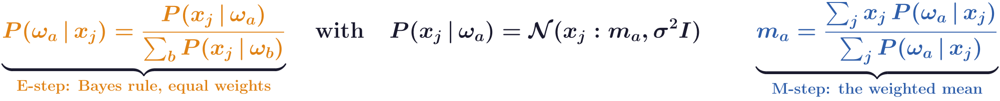 P(ω_a | x_j) = P(x_j | ω_a) / ∑_b P(x_j | ω_b) with P(x_j | ω_a) = 𝒩(x_j : m_a, σ²I) m_a = ∑_j x_j P(ω_a | x_j) / ∑_j P(ω_a | x_j)
E-step: Bayes rule, equal weights
M-step: the weighted mean